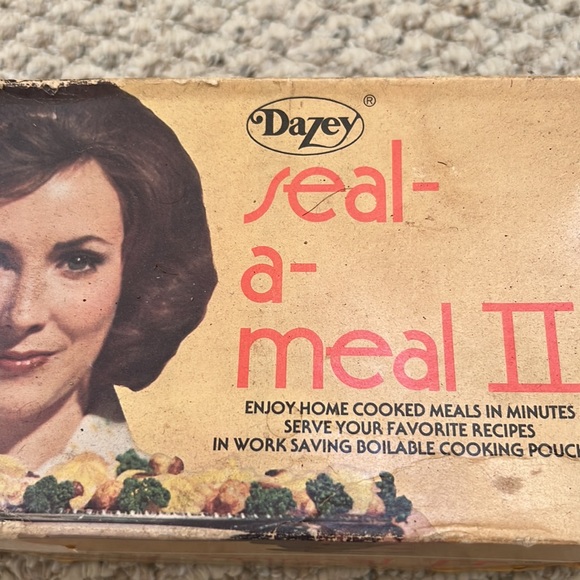 Dazey®
seal-
a-
meal II
ENJOY HOME COOKED MEALS IN MINUTES
SERVE YOUR FAVORITE RECIPES
IN WORK SAVING BOILABLE COOKING POUCH